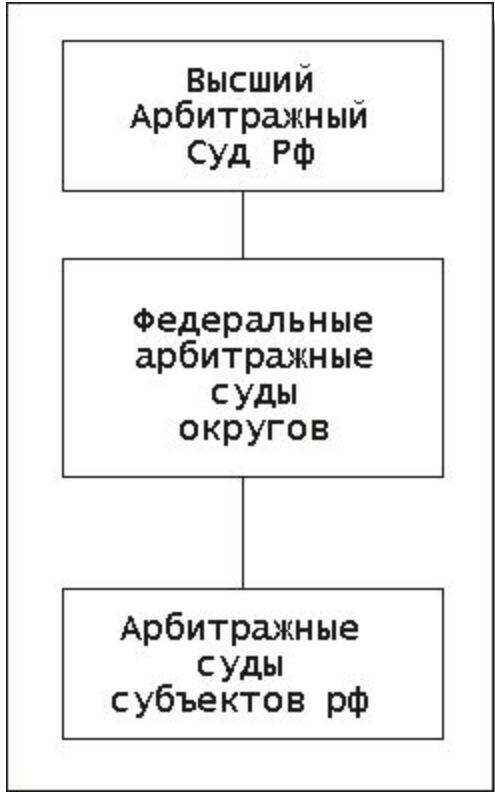 Высший
Арбитражный
Суд Рф
Федеральные
арбитражные
суды
округов
Арбитражные
суды
субъектов рф